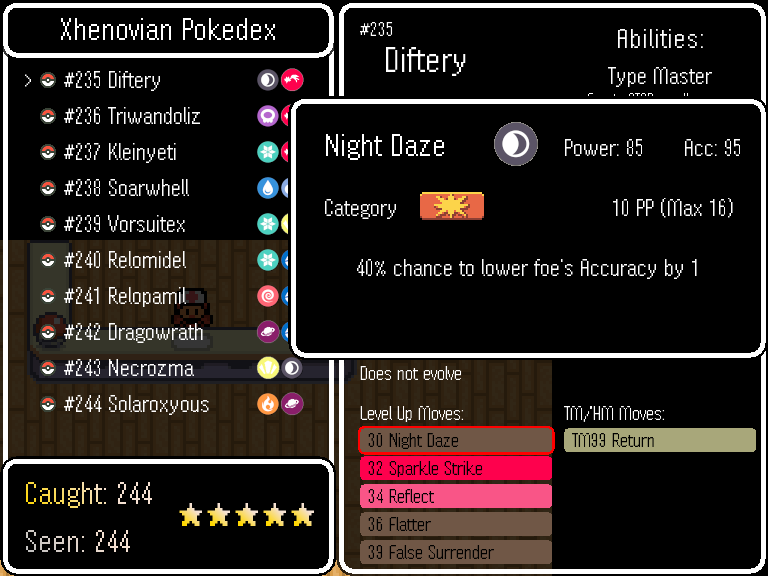 Xhenovian Pokedex
> #235 Diftery
#236 Triwandoliz
#237 Kleinyeti
#238 Soarwhell
#239 Vorsuitex
#240 Relomidel
#241 Relopamil
#242 Dragowrath
#243 Necrozma
#244 Solaroxyous
Caught: 244
Seen: 244
#235
Diftery
Abilities:
Type Master
Night Daze
Power: 85
Acc: 95
Category
10 PP (Max 16)
40% chance to lower foe's Accuracy by 1
Does not evolve
Level Up Moves:
30 Night Daze
32 Sparkle Strike
34 Reflect
36 Flatter
39 False Surrender
TM/HM Moves:
TM99 Return